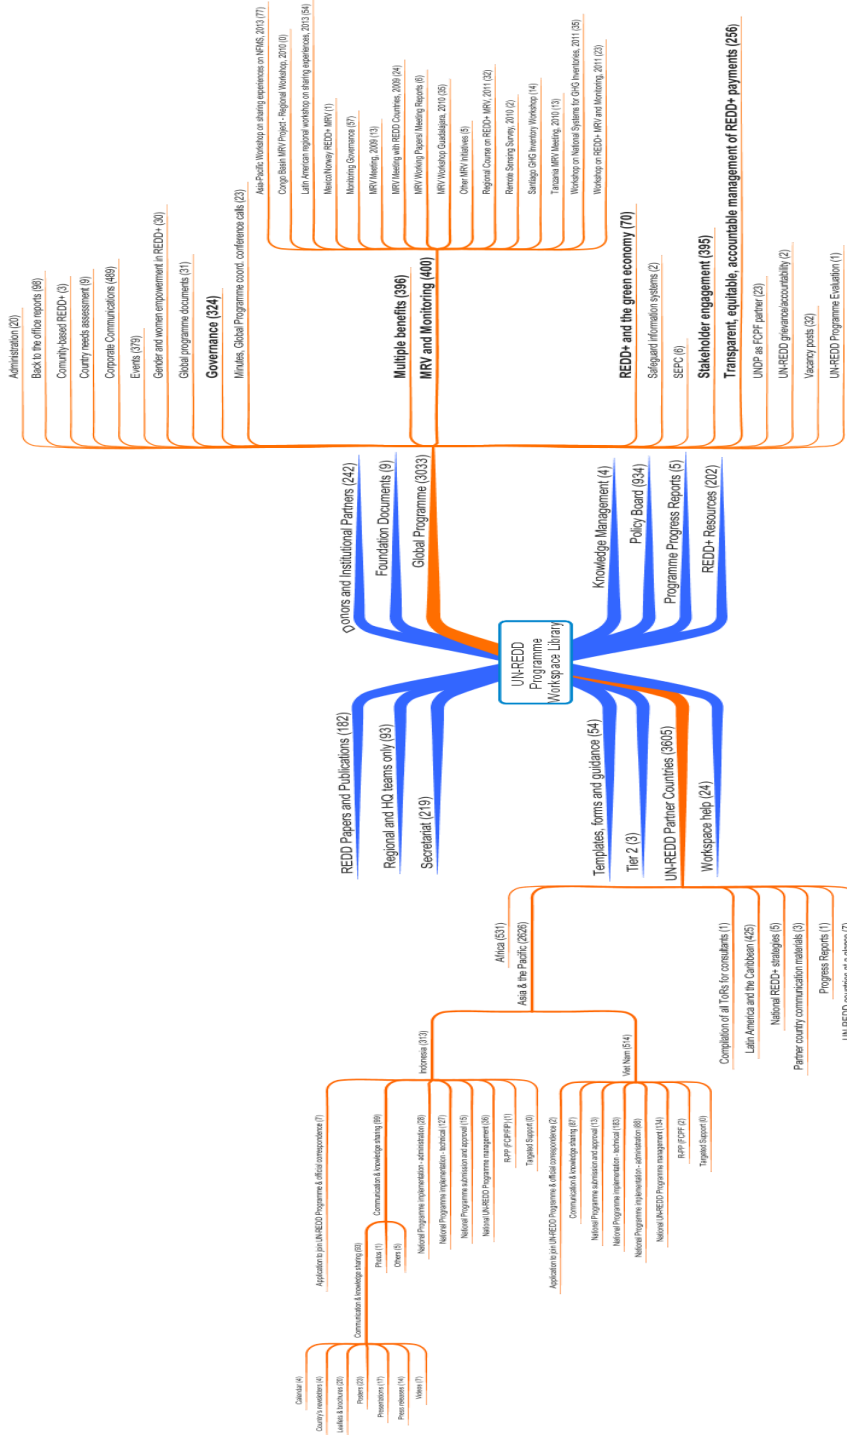 UN-REDD
Programme
Workspace Library
Donors and Institutional Partners (242)
Foundation Documents (9)
Global Programme (3033)
Administration (20)
Back to the office reports (98)
Comunity-based REDD+ (3)
Country needs assessment (9)
Corporate Communications (489)
Events (379)
Gender and women empowerment in REDD+ (30)
Global programme documents (31)
Governance (324)
Minutes, Global Programme coord. conference calls (23)
Multiple benefits (396)
MRV and Monitoring (400)
Asia-Pacific Workshop on sharing experiences on NFMS, 2013 (77)
Congo Basin MRV Project - Regional Workshop, 2010 (0)
Latin American regional workshop on sharing experiences, 2013 (54)
Mexico/Norway REDD+ MRV (1)
Monitoring Governance (57)
MRV Meeting, 2009 (13)
MRV Meeting with REDD Countries, 2009 (24)
MRV Working Papers/ Meeting Reports (6)
MRV Workshop Guadalajara, 2010 (35)
Other MRV Initiatives (5)
Regional Course on REDD+ MRV, 2011 (32)
Remote Sensing Survey, 2010 (2)
Santiago GHG Inventory Workshop (14)
Tanzania MRV Meeting, 2010 (13)
Workshop on National Systems for GHG Inventories, 2011 (35)
Workshop on REDD+ MRV and Monitoring, 2011 (23)
REDD+ and the green economy (70)
Safeguard information systems (2)
SEPC (6)
Stakeholder engagement (395)
Transparent, equitable, accountable management of REDD+ payments (256)
UNDP as FCPF partner (23)
UN-REDD grievance/accountability (2)
Vacancy posts (32)
UN-REDD Programme Evaluation (1)
Knowledge Management (4)
Policy Board (934)
Programme Progress Reports (5)
REDD+ Resources (202)
REDD Papers and Publications (182)
Regional and HQ teams only (93)
Secretariat (219)
Templates, forms and guidance (54)
Tier 2 (3)
UN-REDD Partner Countries (3605)
Workspace help (24)
Africa (531)
Asia & the Pacific (2626)
Indonesia (313)
Application to join UN-REDD Programme & official correspondence (7)
Communication & knowledge sharing (99)
Communication & knowledge sharing (93)
Calendar (4)
Country's newsletters (4)
Leaflets & brochures (20)
Posters (23)
Presentations (17)
Press releases (14)
Videos (7)
Photos (1)
Others (5)
National Programme implementation - administration (28)
National Programme implementation - technical (127)
National Programme submission and approval (15)
National UN-REDD Programme management (36)
R-PP (FCIP/FIP) (1)
Targeted Support (0)
Viet Nam (514)
Application to join UN-REDD Programme & official correspondence (2)
Communication & knowledge sharing (87)
National Programme submission and approval (13)
National Programme implementation - technical (183)
National Programme implementation - administration (88)
National UN-REDD Programme management (134)
R-PP (FCPF (2)
Targeted Support (0)
Compilation of all ToRs for consultants (1)
Latin America and the Caribbean (425)
National REDD+ strategies (5)
Partner country communication materials (3)
Progress Reports (1)